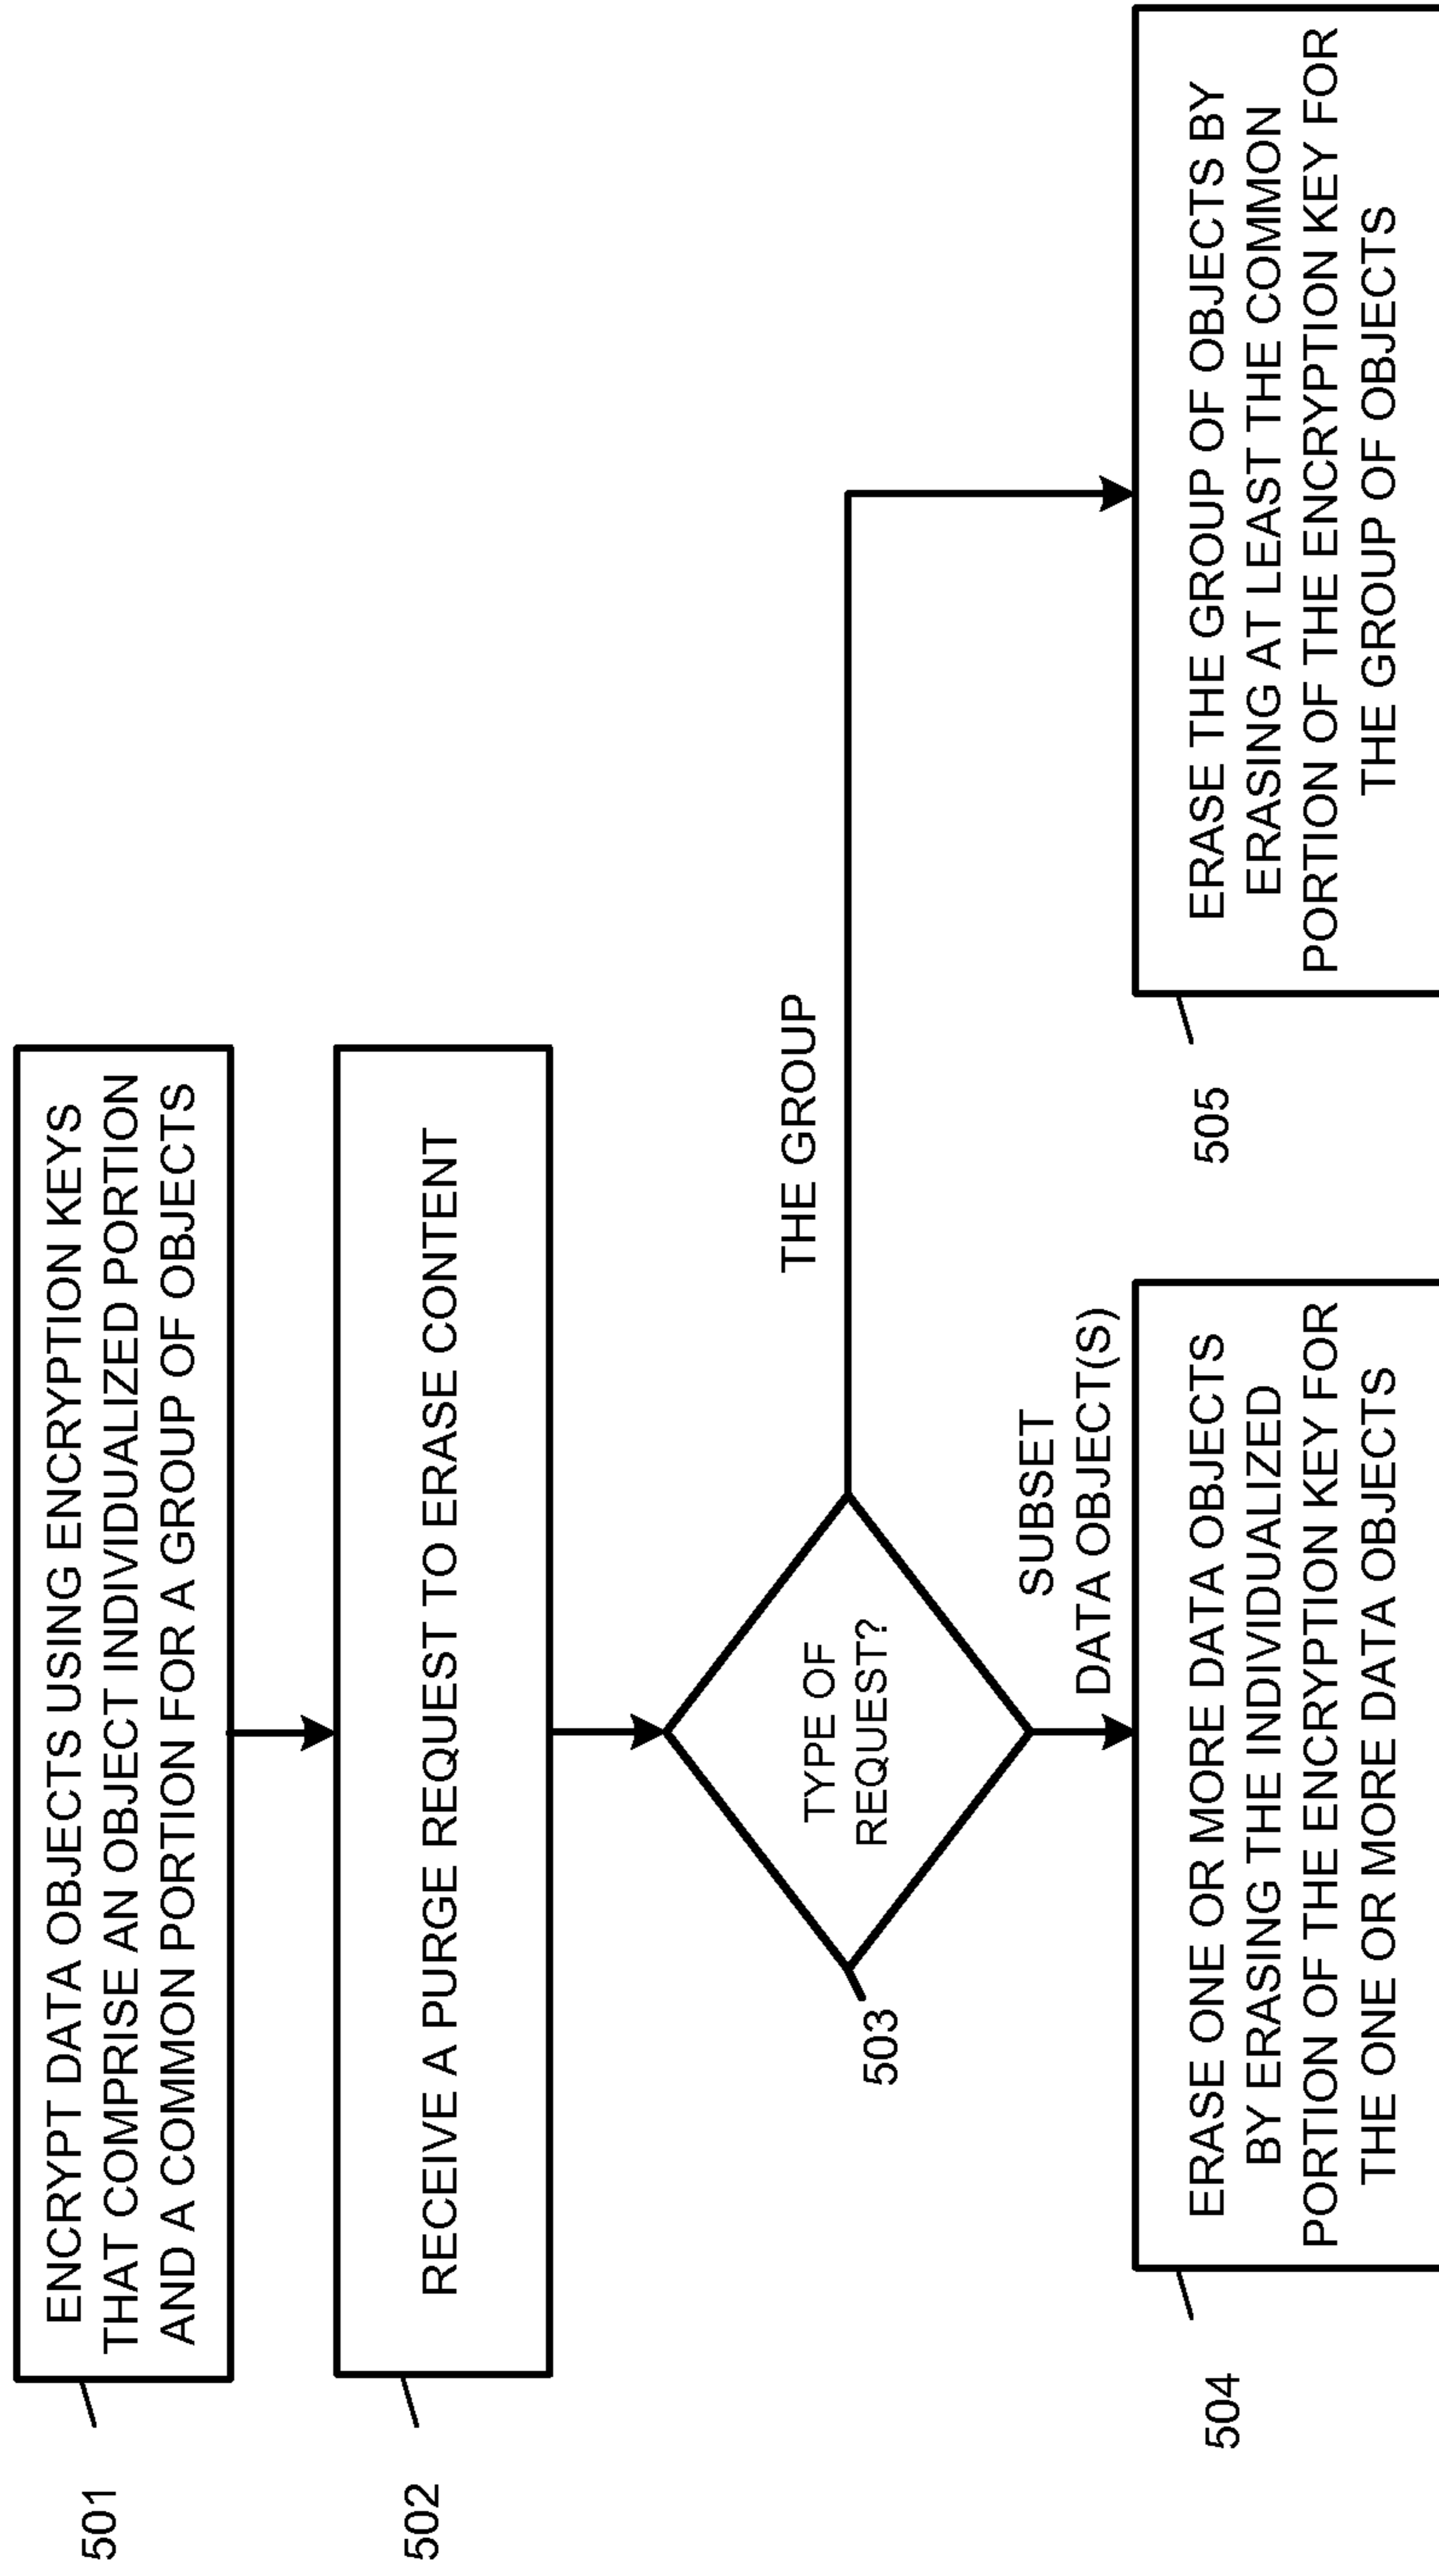 501
ENCRYPT DATA OBJECTS USING ENCRYPTION KEYS
THAT COMPRISE AN OBJECT INDIVIDUALIZED PORTION
AND A COMMON PORTION FOR A GROUP OF OBJECTS
502
RECEIVE A PURGE REQUEST TO ERASE CONTENT
503
TYPE OF
REQUEST?
THE GROUP
SUBSET
DATA OBJECT(S)
504
ERASE ONE OR MORE DATA OBJECTS
BY ERASING THE INDIVIDUALIZED
PORTION OF THE ENCRYPTION KEY FOR
THE ONE OR MORE DATA OBJECTS
505
ERASE THE GROUP OF OBJECTS BY
ERASING AT LEAST THE COMMON
PORTION OF THE ENCRYPTION KEY FOR
THE GROUP OF OBJECTS